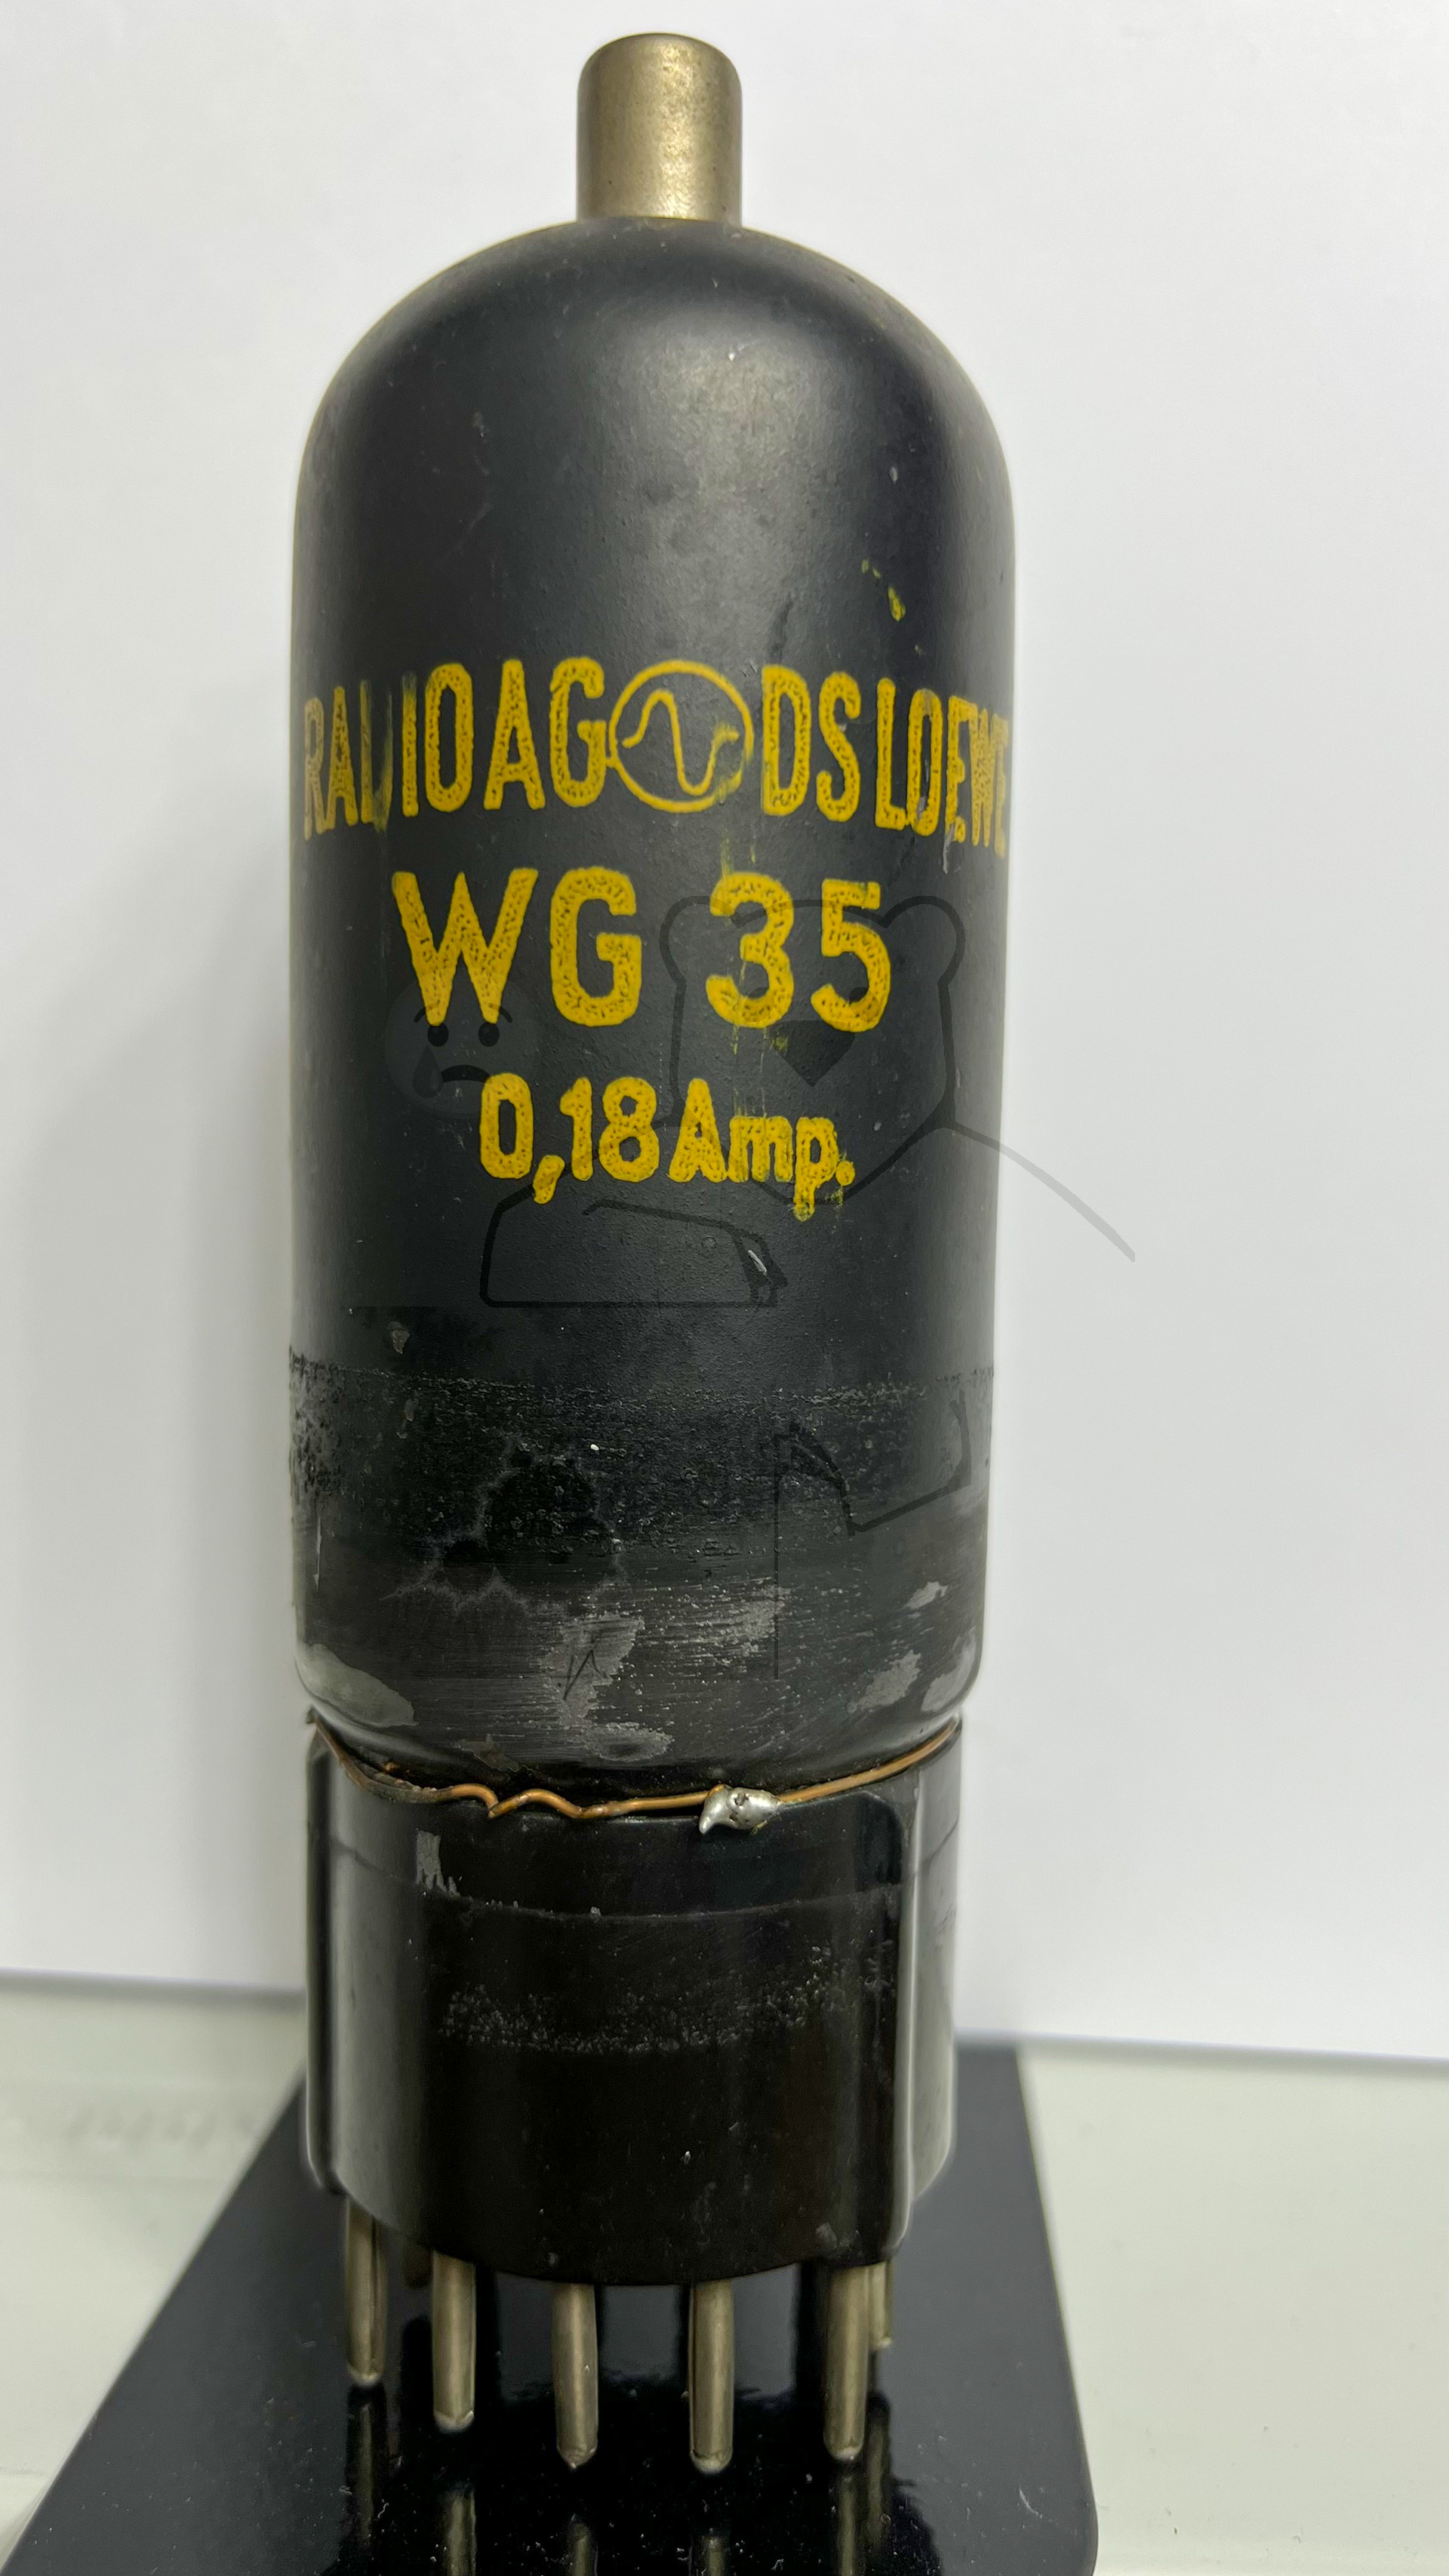 RADIO AG DS LOEWE
WG 35
0,18 Amp.